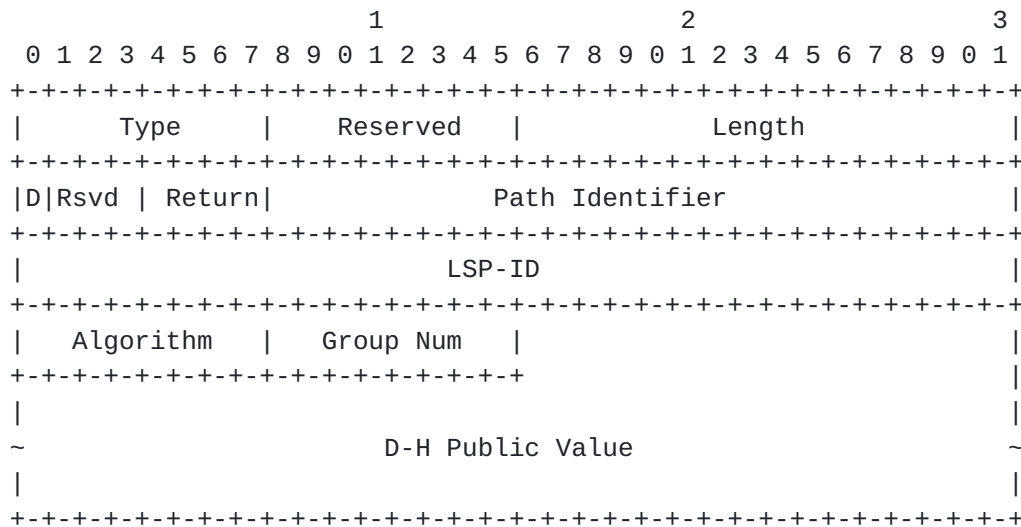 1                   2                   3
 0 1 2 3 4 5 6 7 8 9 0 1 2 3 4 5 6 7 8 9 0 1 2 3 4 5 6 7 8 9 0 1
+-+-+-+-+-+-+-+-+-+-+-+-+-+-+-+-+-+-+-+-+-+-+-+-+-+-+-+-+-+-+-+-+
|      Type     |    Reserved   |            Length             |
+-+-+-+-+-+-+-+-+-+-+-+-+-+-+-+-+-+-+-+-+-+-+-+-+-+-+-+-+-+-+-+-+
|D|Rsvd | Return|              Path Identifier                  |
+-+-+-+-+-+-+-+-+-+-+-+-+-+-+-+-+-+-+-+-+-+-+-+-+-+-+-+-+-+-+-+-+
|                           LSP-ID                              |
+-+-+-+-+-+-+-+-+-+-+-+-+-+-+-+-+-+-+-+-+-+-+-+-+-+-+-+-+-+-+-+-+
|   Algorithm   |   Group Num   |                               |
+-+-+-+-+-+-+-+-+-+-+-+-+-+-+-+-+                               |
|                                                               |
~                       D-H Public Value                        ~
|                                                               |
+-+-+-+-+-+-+-+-+-+-+-+-+-+-+-+-+-+-+-+-+-+-+-+-+-+-+-+-+-+-+-+-+